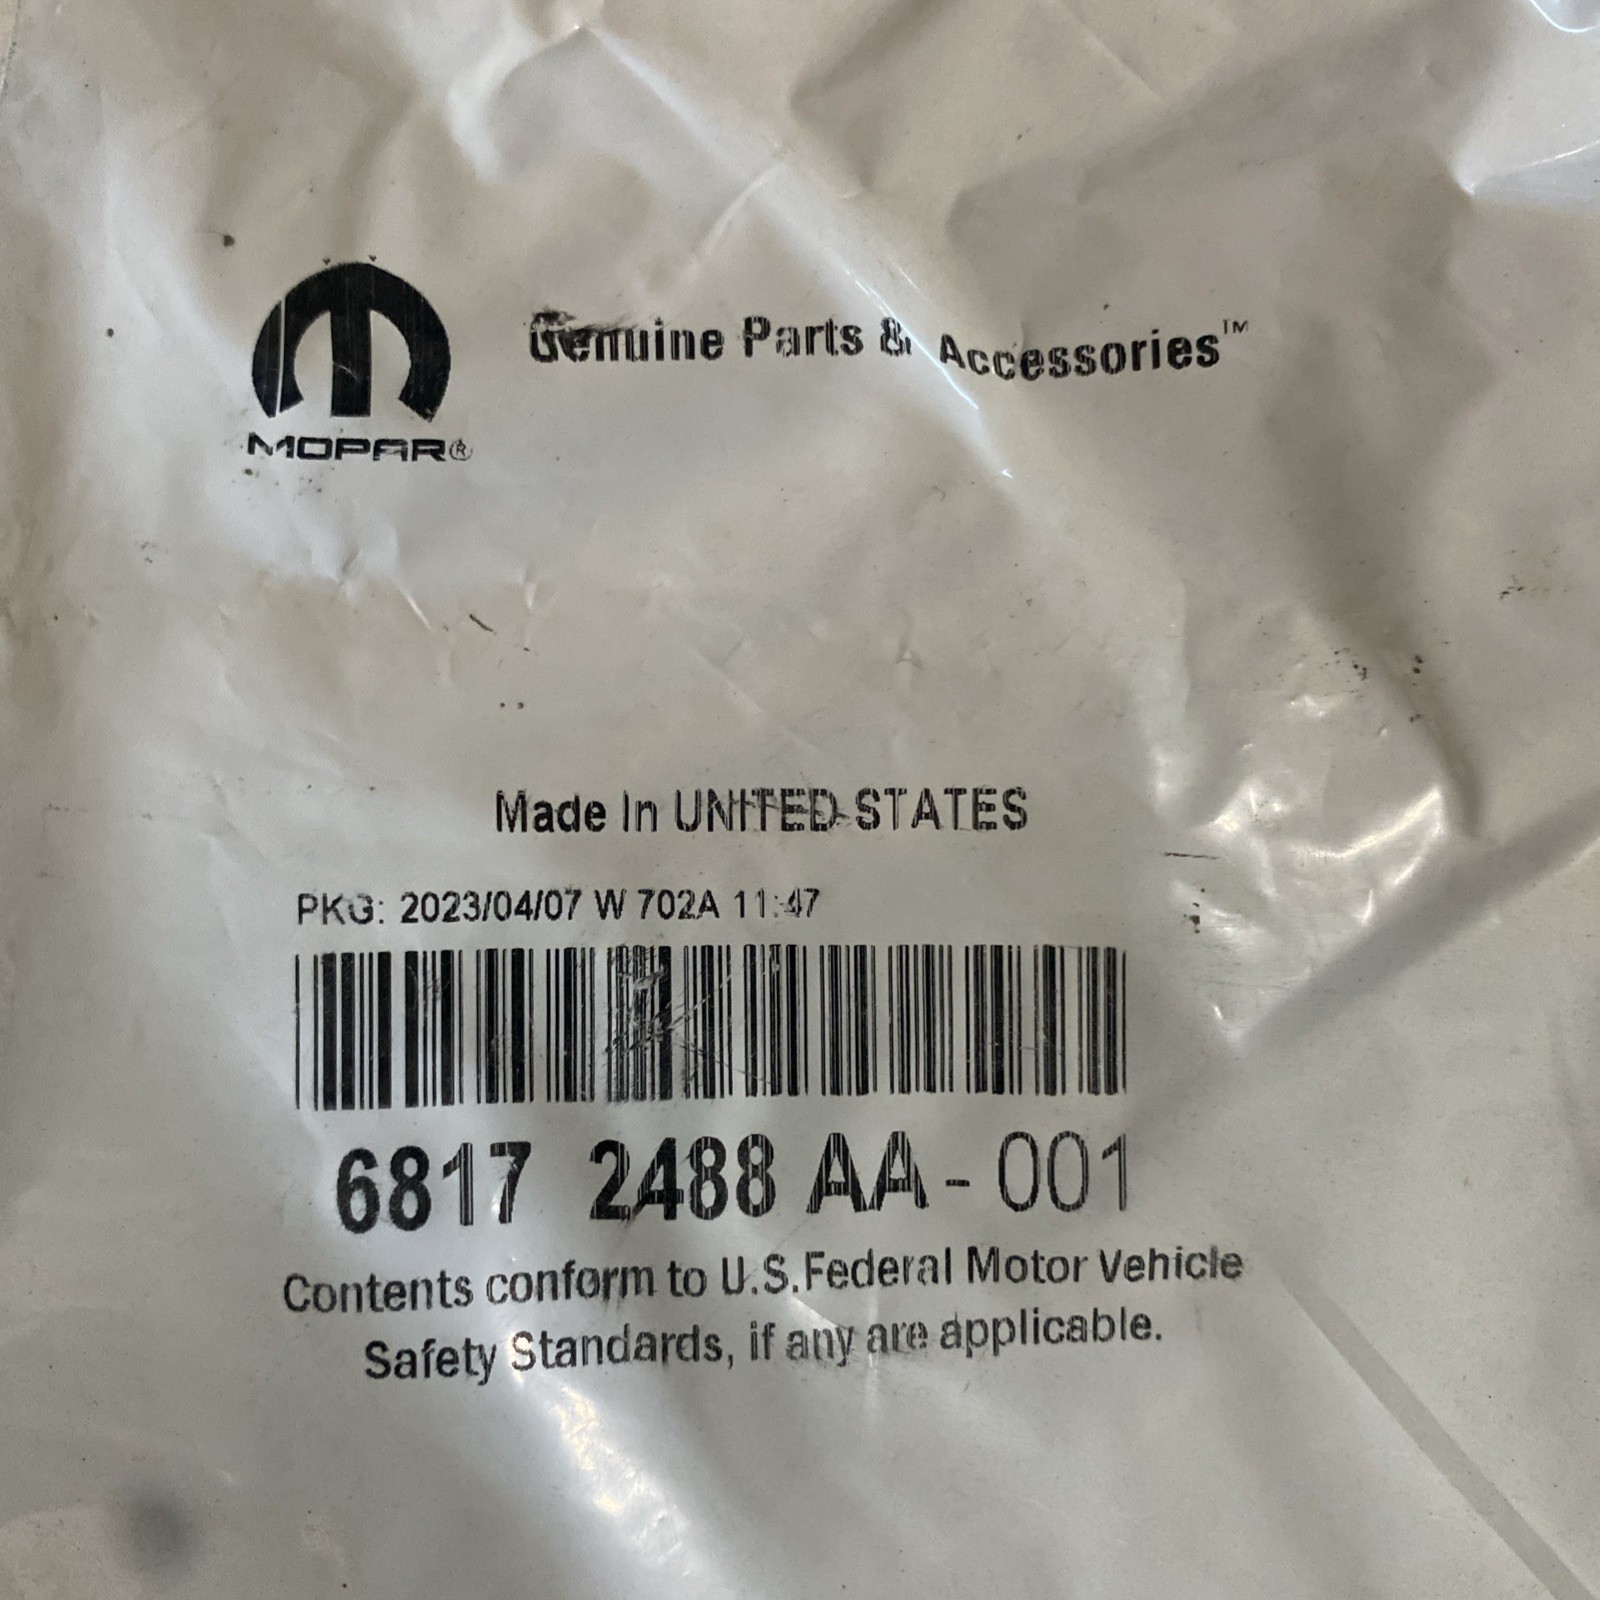 Genuine Parts & Accessories™
MOPAR®
Made In UNITED STATES
PKG: 2023/04/07 W 702A 11:47
6817 2488 AA - 001
Contents conform to U.S.Federal Motor Vehicle
Safety Standards, if any are applicable.